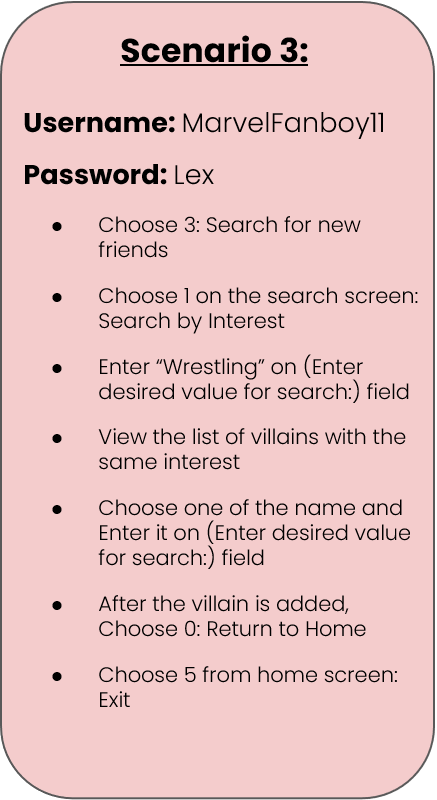 Scenario 3:
Username: MarvelFanboy11
Password: Lex
● Choose 3: Search for new
friends
● Choose 1 on the search screen:
Search by Interest
● Enter “Wrestling” on (Enter
desired value for search:) field
● View the list of villains with the
same interest
● Choose one of the name and
Enter it on (Enter desired value
for search:) field
● After the villain is added,
Choose 0: Return to Home
● Choose 5 from home screen:
Exit